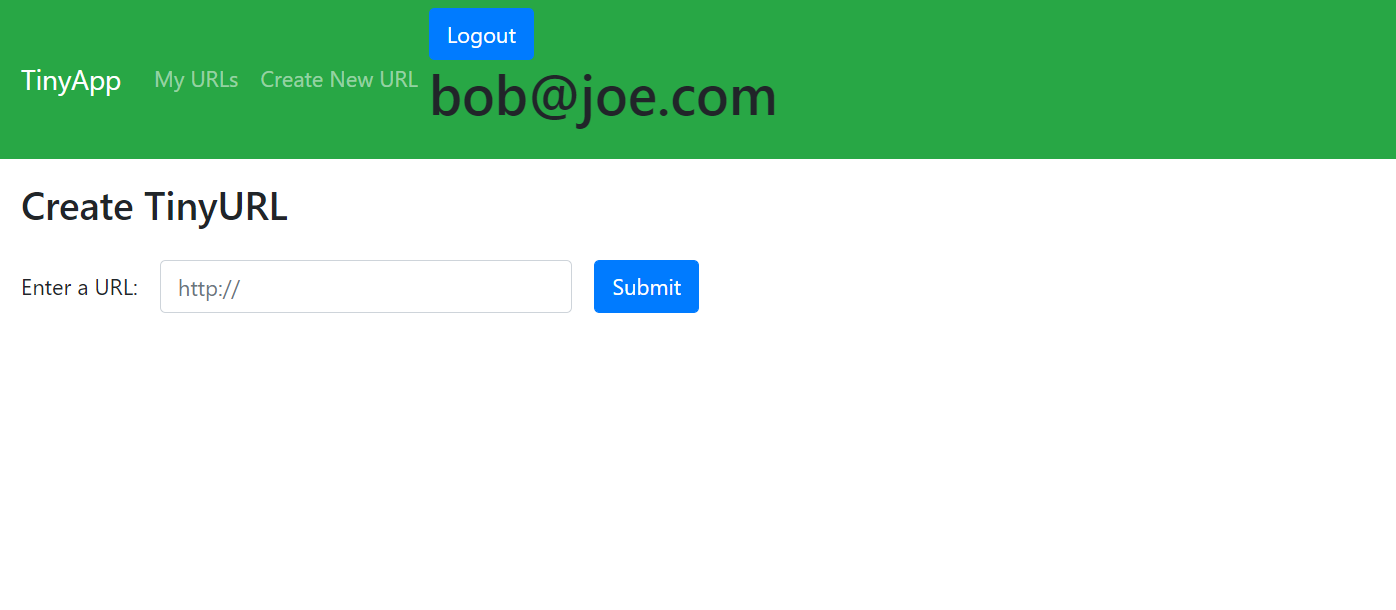 Logout
TinyApp My URLs Create New URL
bob@joe.com
Create TinyURL
Enter a URL: http:// Submit